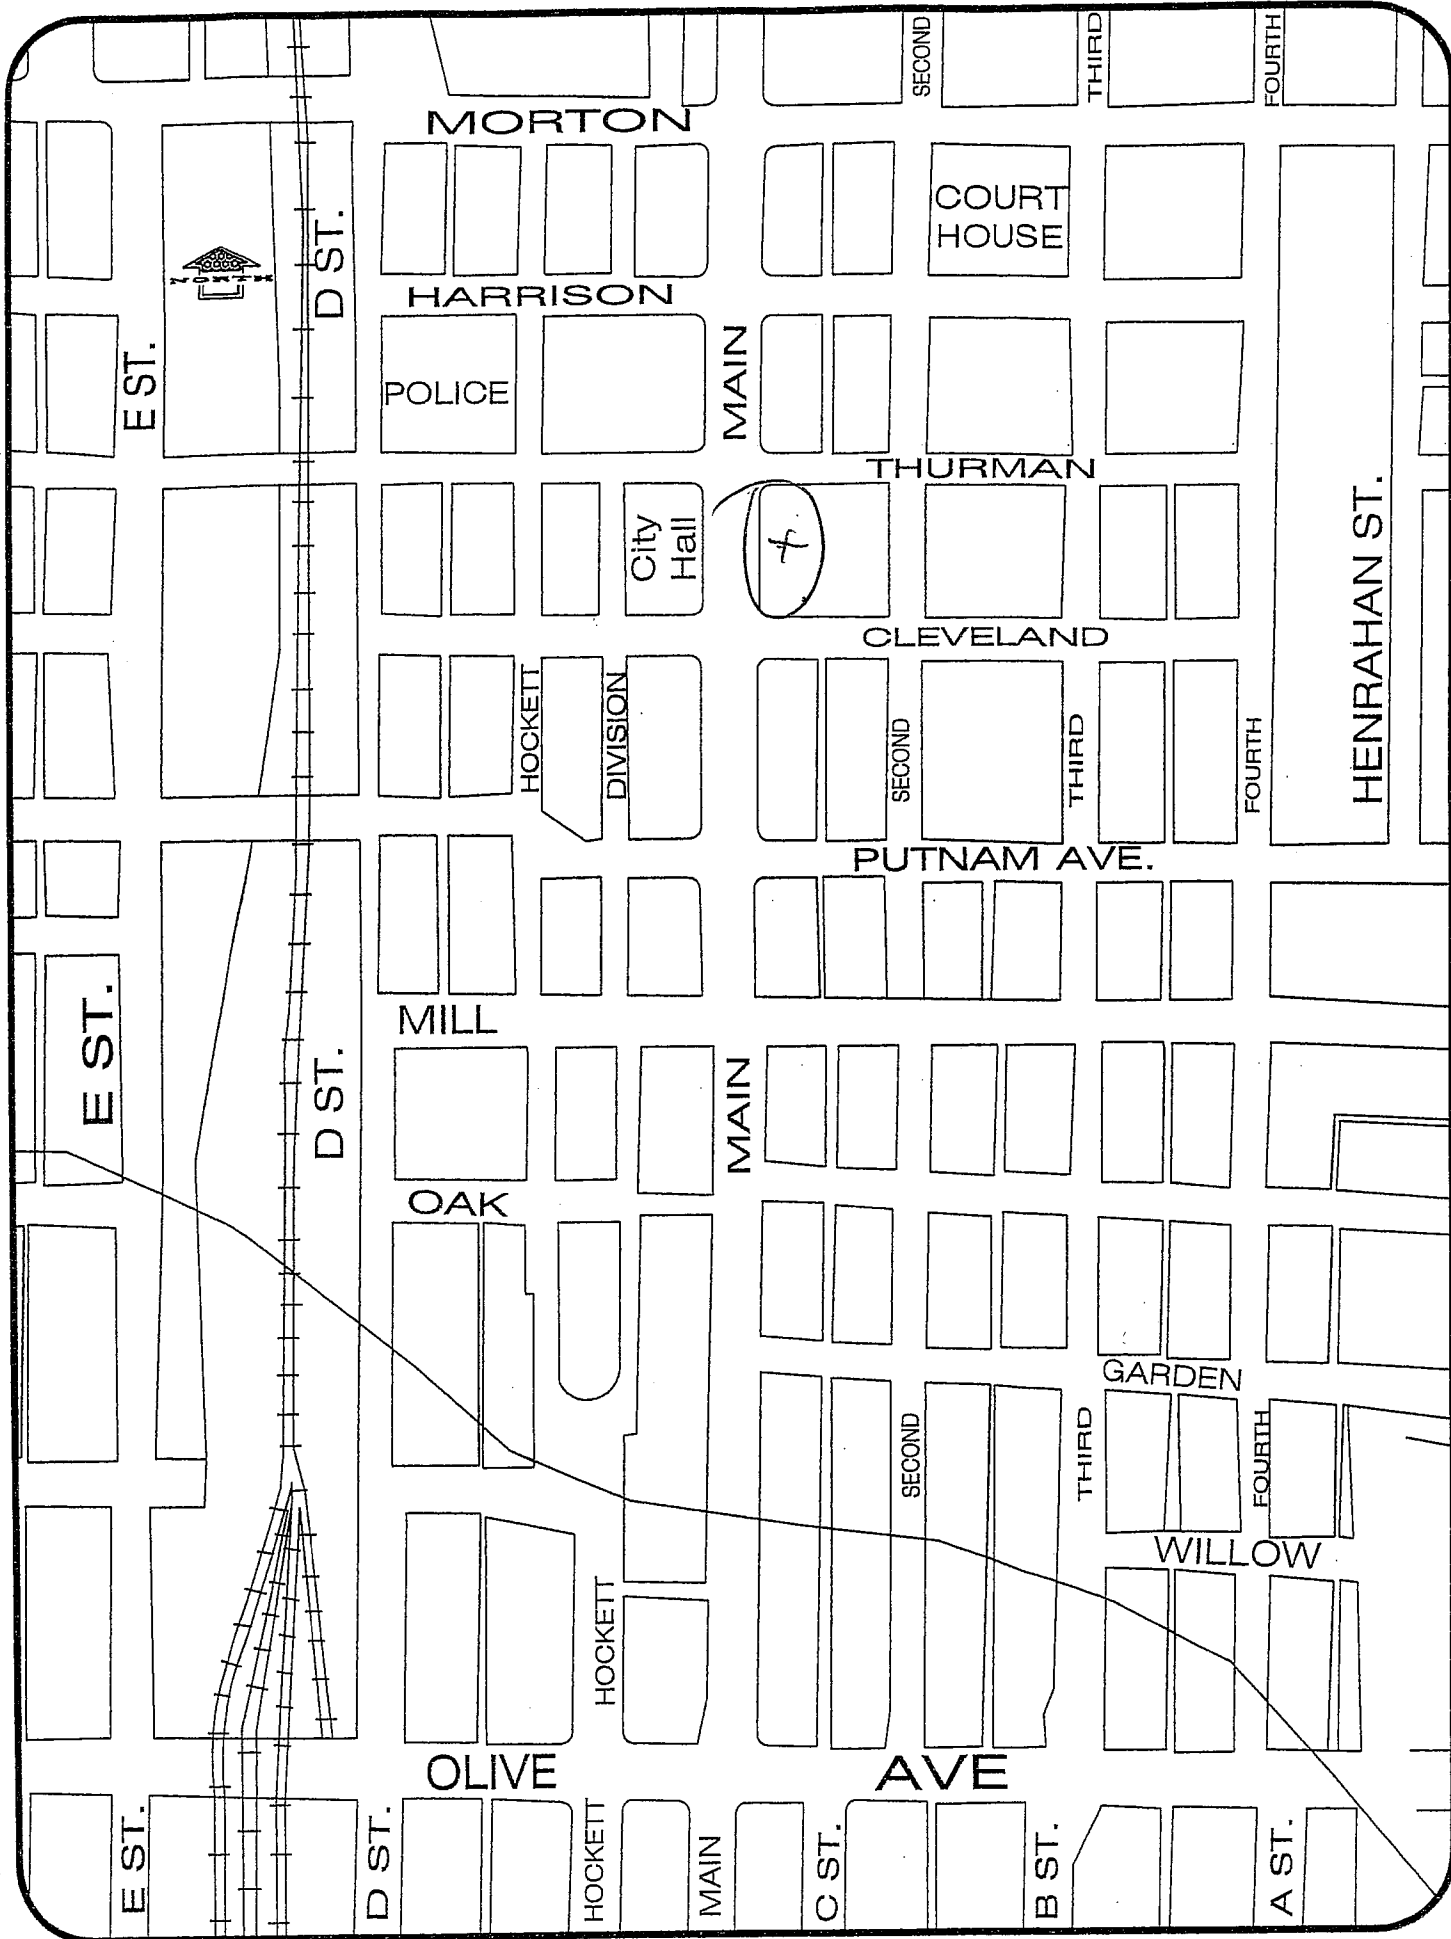 SECOND
THIRD
FOURTH
MORTON
COURT
HOUSE
D ST.
HARRISON
E ST.
POLICE
MAIN
THURMAN
City
Hall
HENRAHAN ST.
CLEVELAND
HOCKETT
DIVISION
SECOND
THIRD
FOURTH
PUTNAM AVE.
E ST.
MILL
D ST.
MAIN
OAK
GARDEN
SECOND
THIRD
FOURTH
WILLOW
HOCKETT
OLIVE AVE
E ST.
D ST.
HOCKETT
MAIN
C ST.
B ST.
A ST.